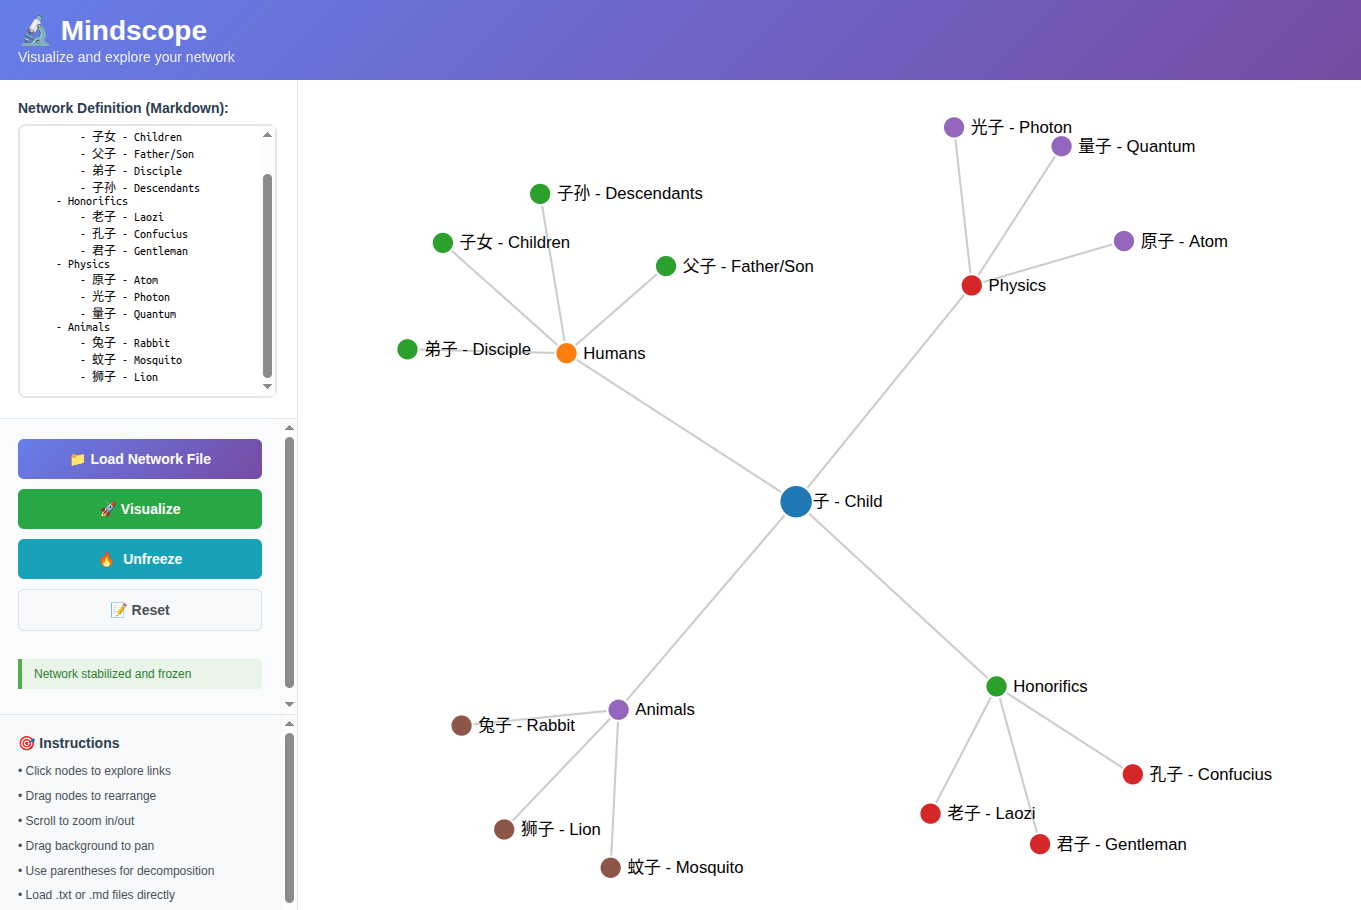 🔬 Mindscope
Visualize and explore your network
Network Definition (Markdown):
- 子女 - Children
- 父子 - Father/Son
- 弟子 - Disciple
- 子孙 - Descendants
- Honorifics
- 老子 - Laozi
- 孔子 - Confucius
- 君子 - Gentleman
- Physics
- 原子 - Atom
- 光子 - Photon
- 量子 - Quantum
- Animals
- 兔子 - Rabbit
- 蚊子 - Mosquito
- 狮子 - Lion
📁 Load Network File
🚀 Visualize
🔥 Unfreeze
📝 Reset
Network stabilized and frozen
🎯 Instructions
• Click nodes to explore links
• Drag nodes to rearrange
• Scroll to zoom in/out
• Drag background to pan
• Use parentheses for decomposition
• Load .txt or .md files directly
光子 - Photon
量子 - Quantum
子孙 - Descendants
子女 - Children
原子 - Atom
父子 - Father/Son
Physics
弟子 - Disciple
Humans
子 - Child
Honorifics
Animals
兔子 - Rabbit
孔子 - Confucius
老子 - Laozi
狮子 - Lion
君子 - Gentleman
蚊子 - Mosquito